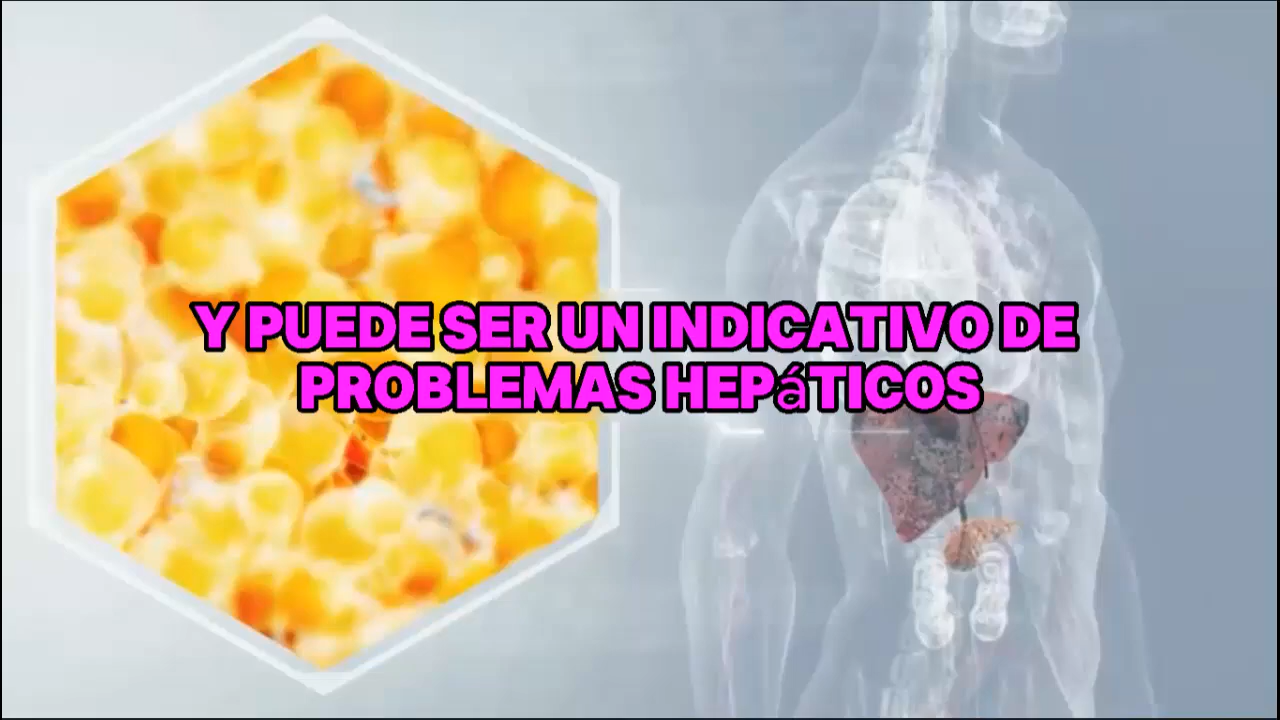 Y PUEDE SER UN INDICATIVO DE
PROBLEMAS HEPáTICOS